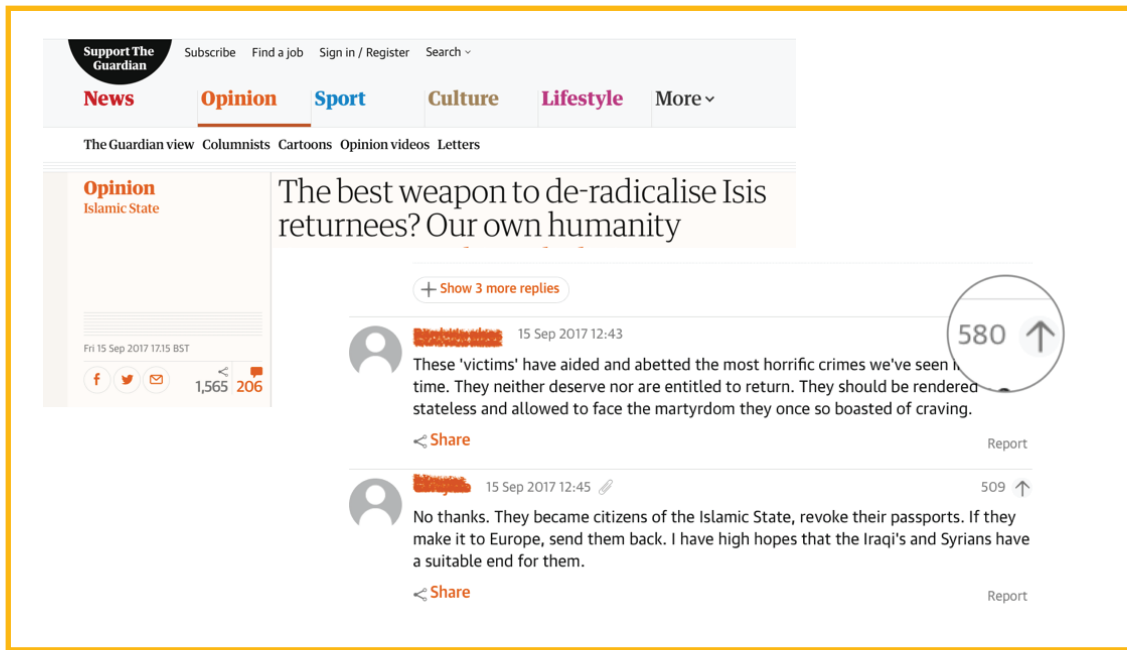 Support The
Guardian
Subscribe Find a job Sign in / Register Search
News Opinion Sport Culture Lifestyle More
The Guardian view Columnists Cartoons Opinion videos Letters
Opinion
Islamic State
The best weapon to de-radicalise Isis
returnees? Our own humanity
Fri 15 Sep 2017 17.15 BST
1,565 206
Show 3 more replies
15 Sep 2017 12:43
580
These 'victims' have aided and abetted the most horrific crimes we've seen
time. They neither deserve nor are entitled to return. They should be rendered
stateless and allowed to face the martyrdom they once so boasted of craving.
Share
Report
15 Sep 2017 12:45
509
No thanks. They became citizens of the Islamic State, revoke their passports. If they
make it to Europe, send them back. I have high hopes that the Iraqi's and Syrians have
a suitable end for them.
Share
Report